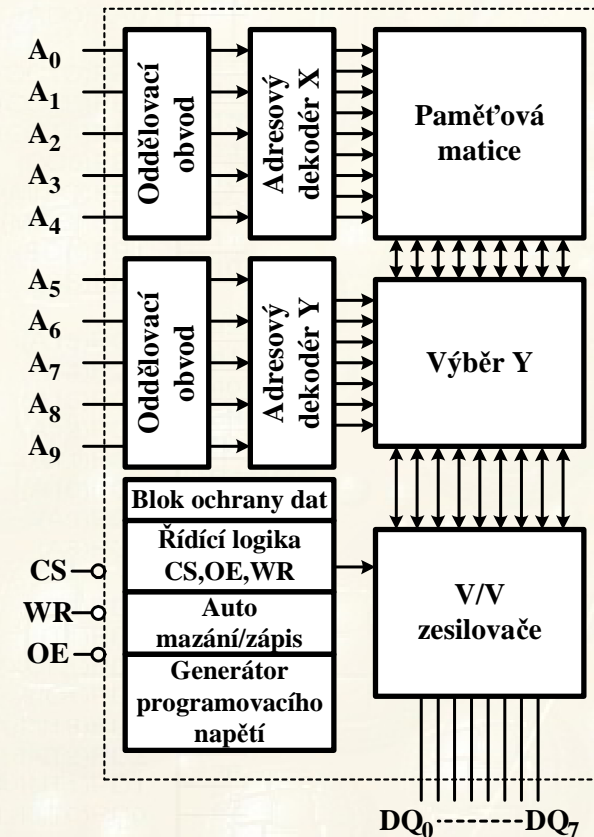 A0
A1
A2
A3
A4
Oddělovací
obvod
Adresový
dekodér X
Paměťová
matice
A5
A6
A7
A8
A9
Oddělovací
obvod
Adresový
dekodér Y
Výběr Y
Blok ochrany dat
Řídící logika
CS,OE,WR
Auto
mazání/zápis
Generátor
programovacího
napětí
CS
WR
OE
V/V
zesilovače
DQ0 DQ7